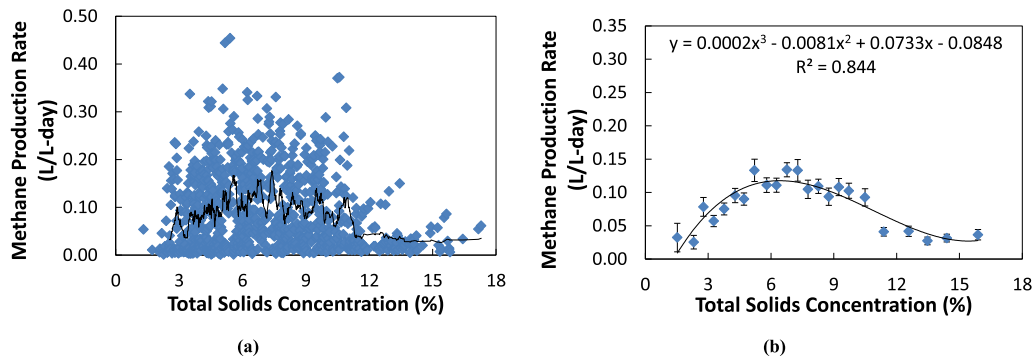 Methane Production Rate
(L/L-day)
0.50
0.40
0.30
0.20
0.10
0.00
0 3 6 9 12 15 18
Total Solids Concentration (%)
(a)
Methane Production Rate
(L/L-day)
0.35
0.30
0.25
0.20
0.15
0.10
0.05
0.00
y = 0.0002x³ - 0.0081x² + 0.0733x - 0.0848
R² = 0.844
0 3 6 9 12 15 18
Total Solids Concentration (%)
(b)